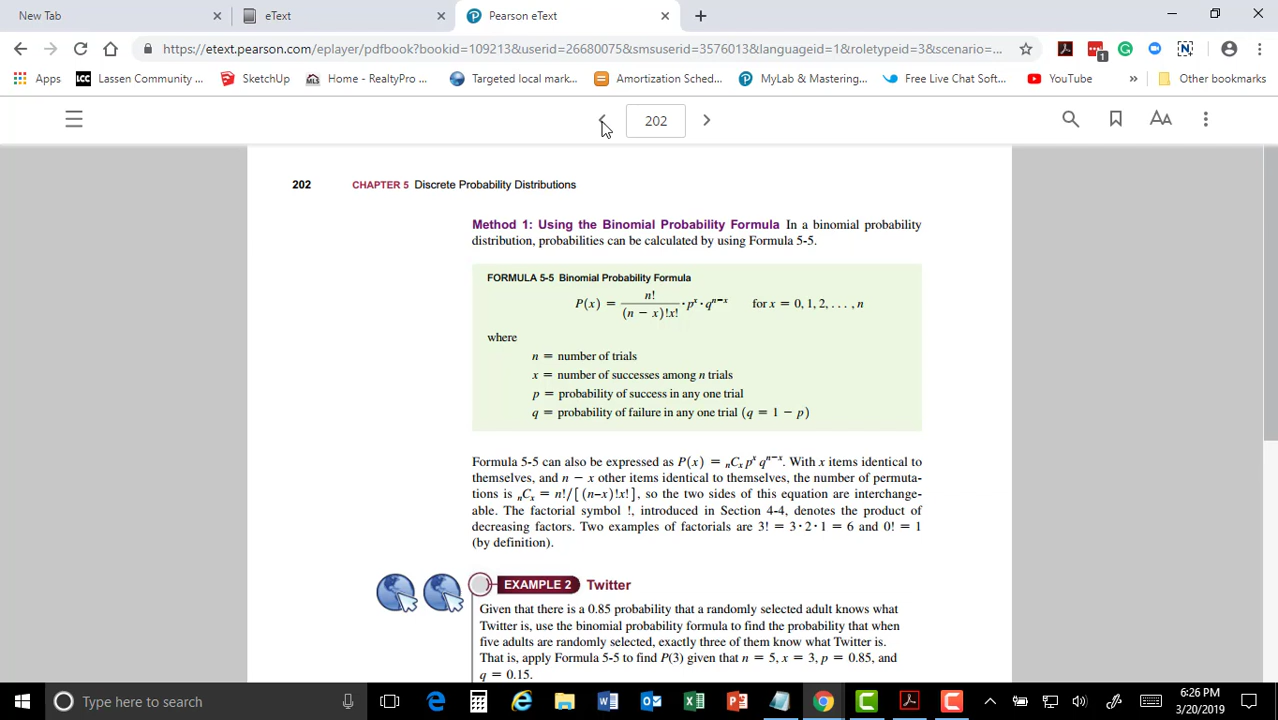 New Tab
eText
Pearson eText
https://etext.pearson.com/eplayer/pdfbook?bookid=109213&userid=26680075&smsuserid=3576013&languageid=1&roletypeid=3&scenario=...
1
Apps
LCC Lassen Community ...
SketchUp
MLS Home - RealtyPro ...
Targeted local mark...
Amortization Sched...
MyLab & Mastering...
Free Live Chat Soft...
YouTube
»
Other bookmarks
202
AA
202 CHAPTER 5 Discrete Probability Distributions
Method 1: Using the Binomial Probability Formula In a binomial probability
distribution, probabilities can be calculated by using Formula 5-5.
FORMULA 5-5 Binomial Probability Formula
P(x) = n! / (n − x)!x! · pˣ · qⁿ⁻ˣ for x = 0, 1, 2, . . . , n
where
n = number of trials
x = number of successes among n trials
p = probability of success in any one trial
q = probability of failure in any one trial (q = 1 − p)
Formula 5-5 can also be expressed as P(x) = ₙCₓ pˣ qⁿ⁻ˣ. With x items identical to
themselves, and n − x other items identical to themselves, the number of permuta-
tions is ₙCₓ = n!/[(n−x)!x!], so the two sides of this equation are interchange-
able. The factorial symbol !, introduced in Section 4-4, denotes the product of
decreasing factors. Two examples of factorials are 3! = 3 · 2 · 1 = 6 and 0! = 1
(by definition).
EXAMPLE 2 Twitter
Given that there is a 0.85 probability that a randomly selected adult knows what
Twitter is, use the binomial probability formula to find the probability that when
five adults are randomly selected, exactly three of them know what Twitter is.
That is, apply Formula 5-5 to find P(3) given that n = 5, x = 3, p = 0.85, and
q = 0.15.
Type here to search
6:26 PM
3/20/2019